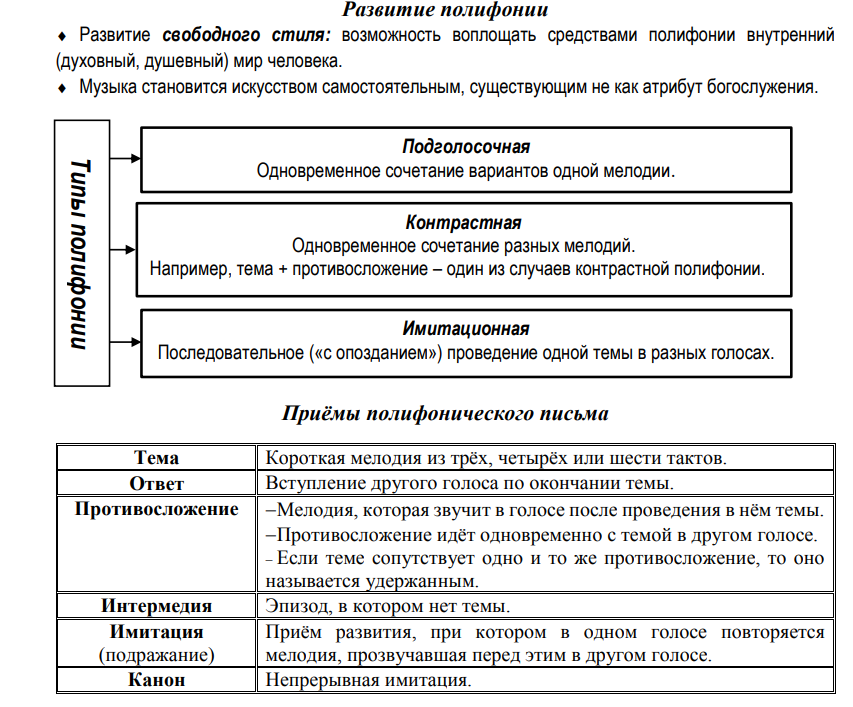 Развитие полифонии
♦ Развитие свободного стиля: возможность воплощать средствами полифонии внутренний
(духовный, душевный) мир человека.
♦ Музыка становится искусством самостоятельным, существующим не как атрибут богослужения.
Типы полифонии
Подголосочная
Одновременное сочетание вариантов одной мелодии.
Контрастная
Одновременное сочетание разных мелодий.
Например, тема + противосложение – один из случаев контрастной полифонии.
Имитационная
Последовательное («с опозданием») проведение одной темы в разных голосах.
Приёмы полифонического письма
Тема
Короткая мелодия из трёх, четырёх или шести тактов.
Ответ
Вступление другого голоса по окончании темы.
Противосложение
–Мелодия, которая звучит в голосе после проведения в нём темы.
–Противосложение идёт одновременно с темой в другом голосе.
– Если теме сопутствует одно и то же противосложение, то оно
называется удержанным.
Интермедия
Эпизод, в котором нет темы.
Имитация
(подражание)
Приём развития, при котором в одном голосе повторяется
мелодия, прозвучавшая перед этим в другом голосе.
Канон
Непрерывная имитация.